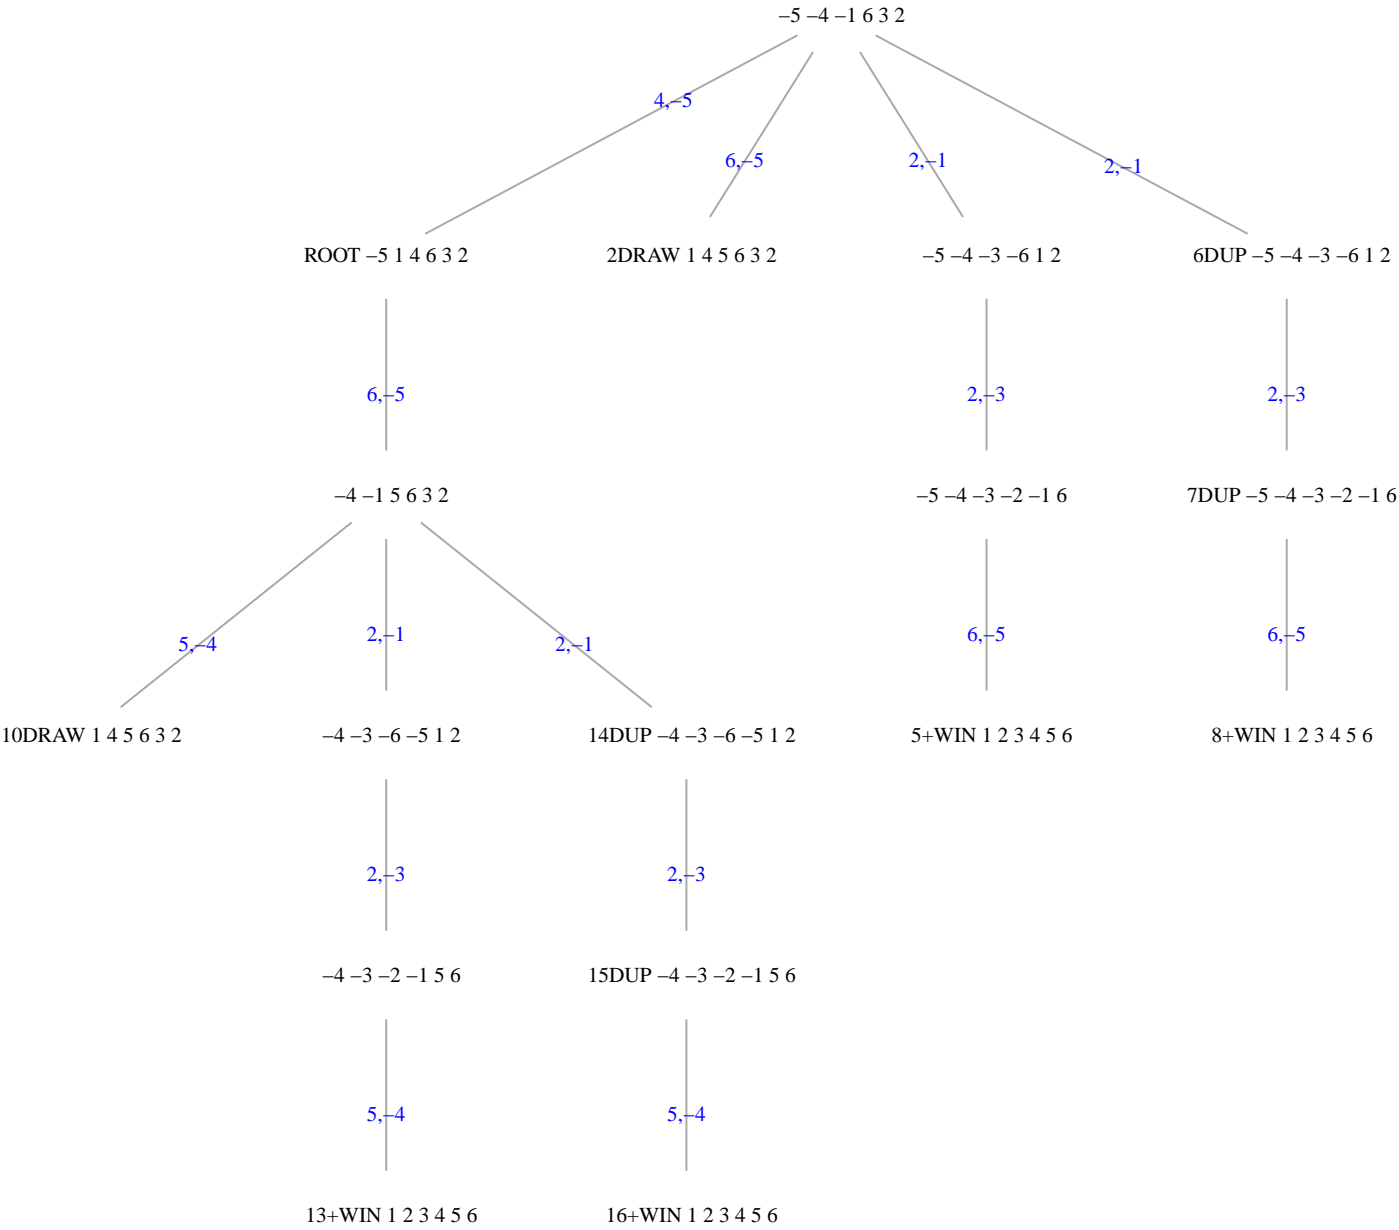 –5 –4 –1 6 3 2
4,–5
6,–5
2,–1
2,–1
ROOT –5 1 4 6 3 2
2DRAW 1 4 5 6 3 2
–5 –4 –3 –6 1 2
6DUP –5 –4 –3 –6 1 2
6,–5
2,–3
2,–3
–4 –1 5 6 3 2
–5 –4 –3 –2 –1 6
7DUP –5 –4 –3 –2 –1 6
5,–4
2,–1
2,–1
6,–5
6,–5
10DRAW 1 4 5 6 3 2
–4 –3 –6 –5 1 2
14DUP –4 –3 –6 –5 1 2
5+WIN 1 2 3 4 5 6
8+WIN 1 2 3 4 5 6
2,–3
2,–3
–4 –3 –2 –1 5 6
15DUP –4 –3 –2 –1 5 6
5,–4
5,–4
13+WIN 1 2 3 4 5 6
16+WIN 1 2 3 4 5 6